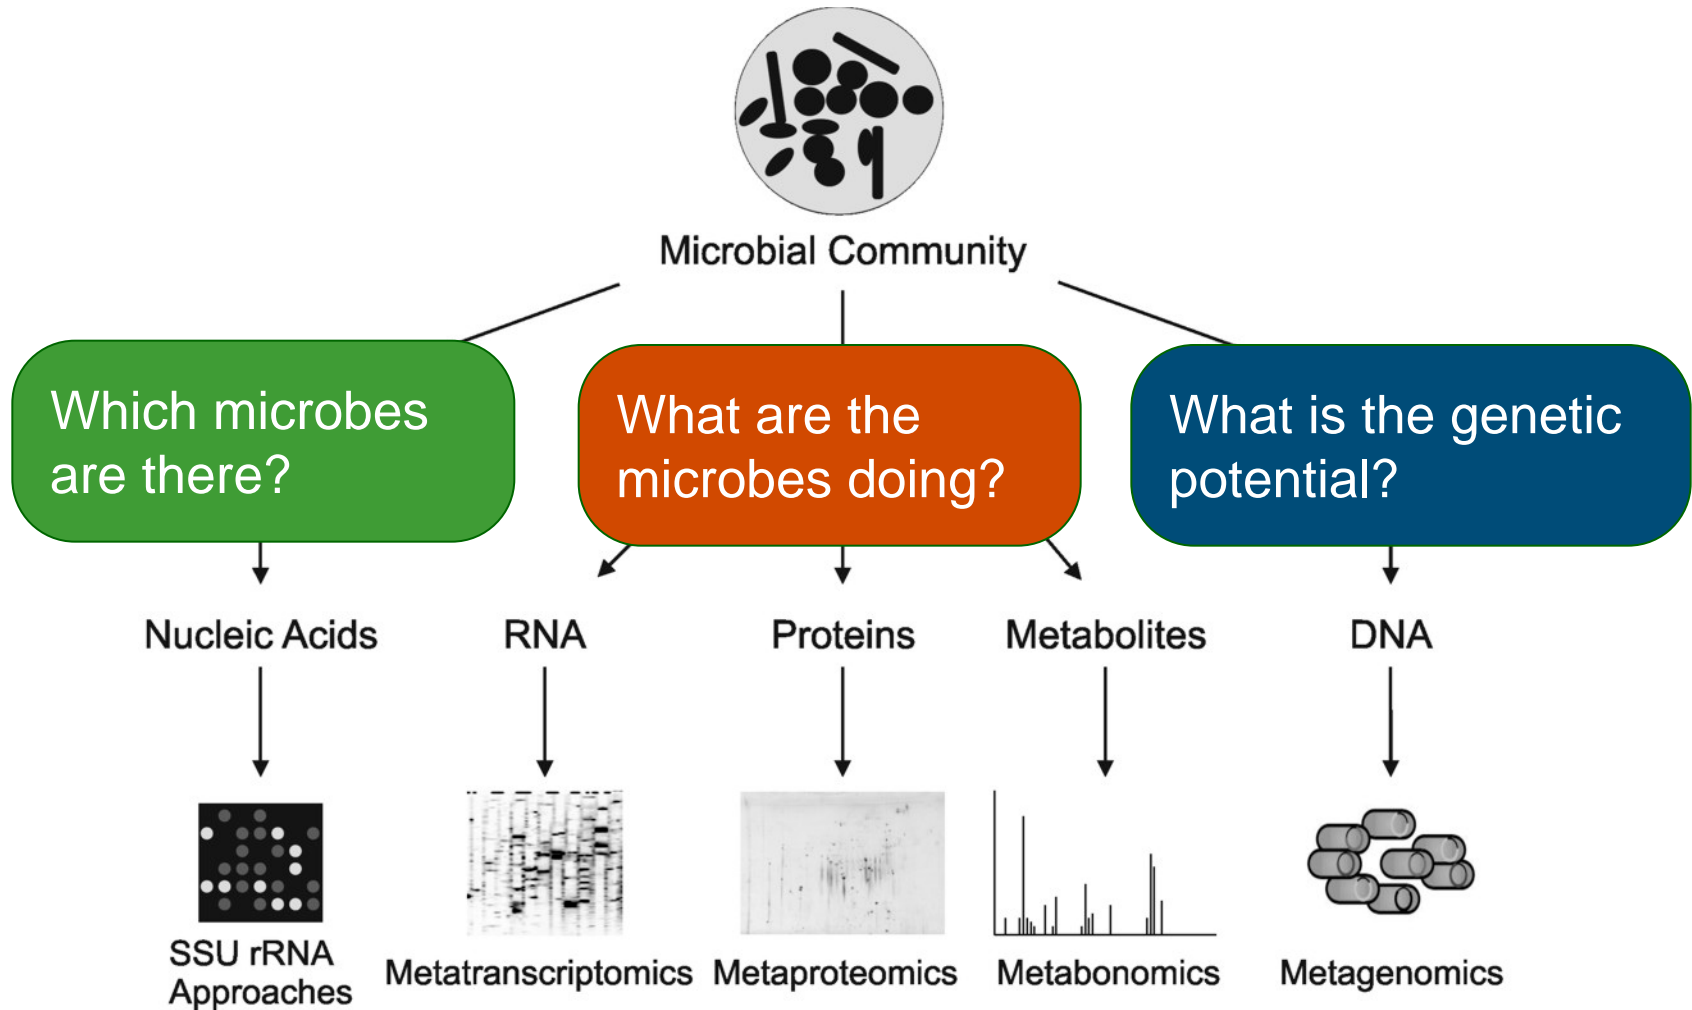 Microbial Community
Which microbes
are there?
What are the
microbes doing?
What is the genetic
potential?
Nucleic Acids
RNA
Proteins
Metabolites
DNA
SSU rRNA
Approaches
Metatranscriptomics
Metaproteomics
Metabonomics
Metagenomics